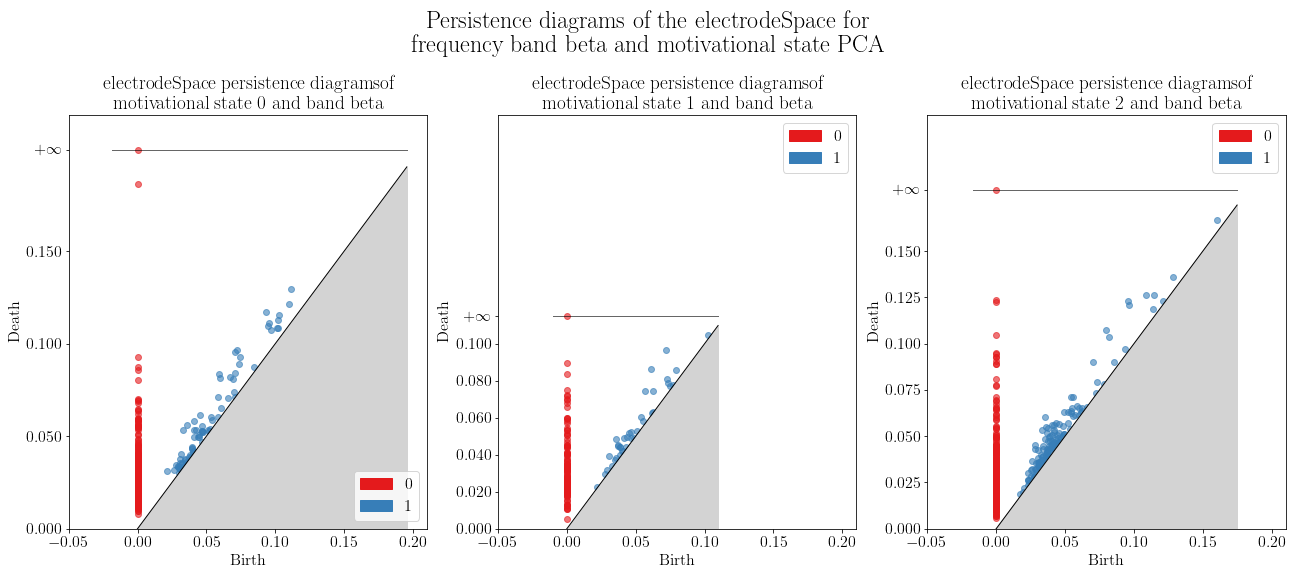 Persistence diagrams of the electrodeSpace for
frequency band beta and motivational state PCA
electrodeSpace persistence diagramsof
motivational state 0 and band beta
+∞
0.150
0.100
0.050
0.000
Death
−0.05 0.00 0.05 0.10 0.15 0.20
Birth
0
1
electrodeSpace persistence diagramsof
motivational state 1 and band beta
0
1
+∞
0.100
0.080
0.060
0.040
0.020
0.000
Death
−0.05 0.00 0.05 0.10 0.15 0.20
Birth
electrodeSpace persistence diagramsof
motivational state 2 and band beta
0
1
+∞
0.150
0.125
0.100
0.075
0.050
0.025
0.000
Death
−0.05 0.00 0.05 0.10 0.15 0.20
Birth